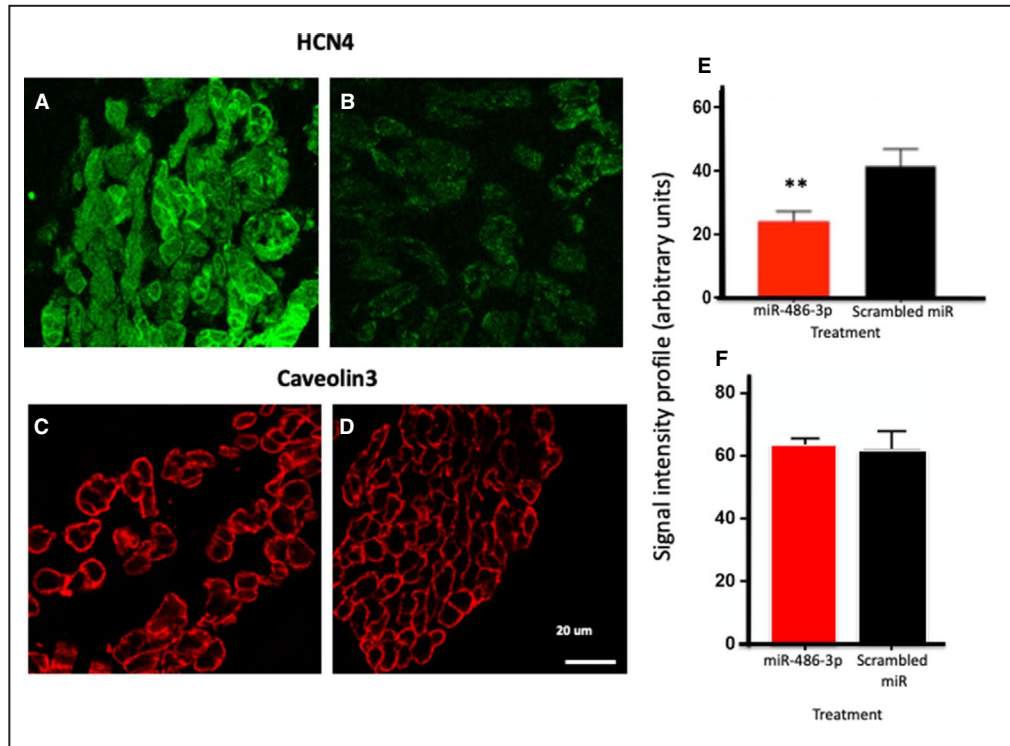 HCN4
A
B
Caveolin3
C
D
20 um
Signal intensity profile (arbitrary units)
E
60
40
20
0
**
miR-486-3p
Scrambled miR
Treatment
F
80
60
40
20
0
miR-486-3p
Scrambled
miR
Treatment